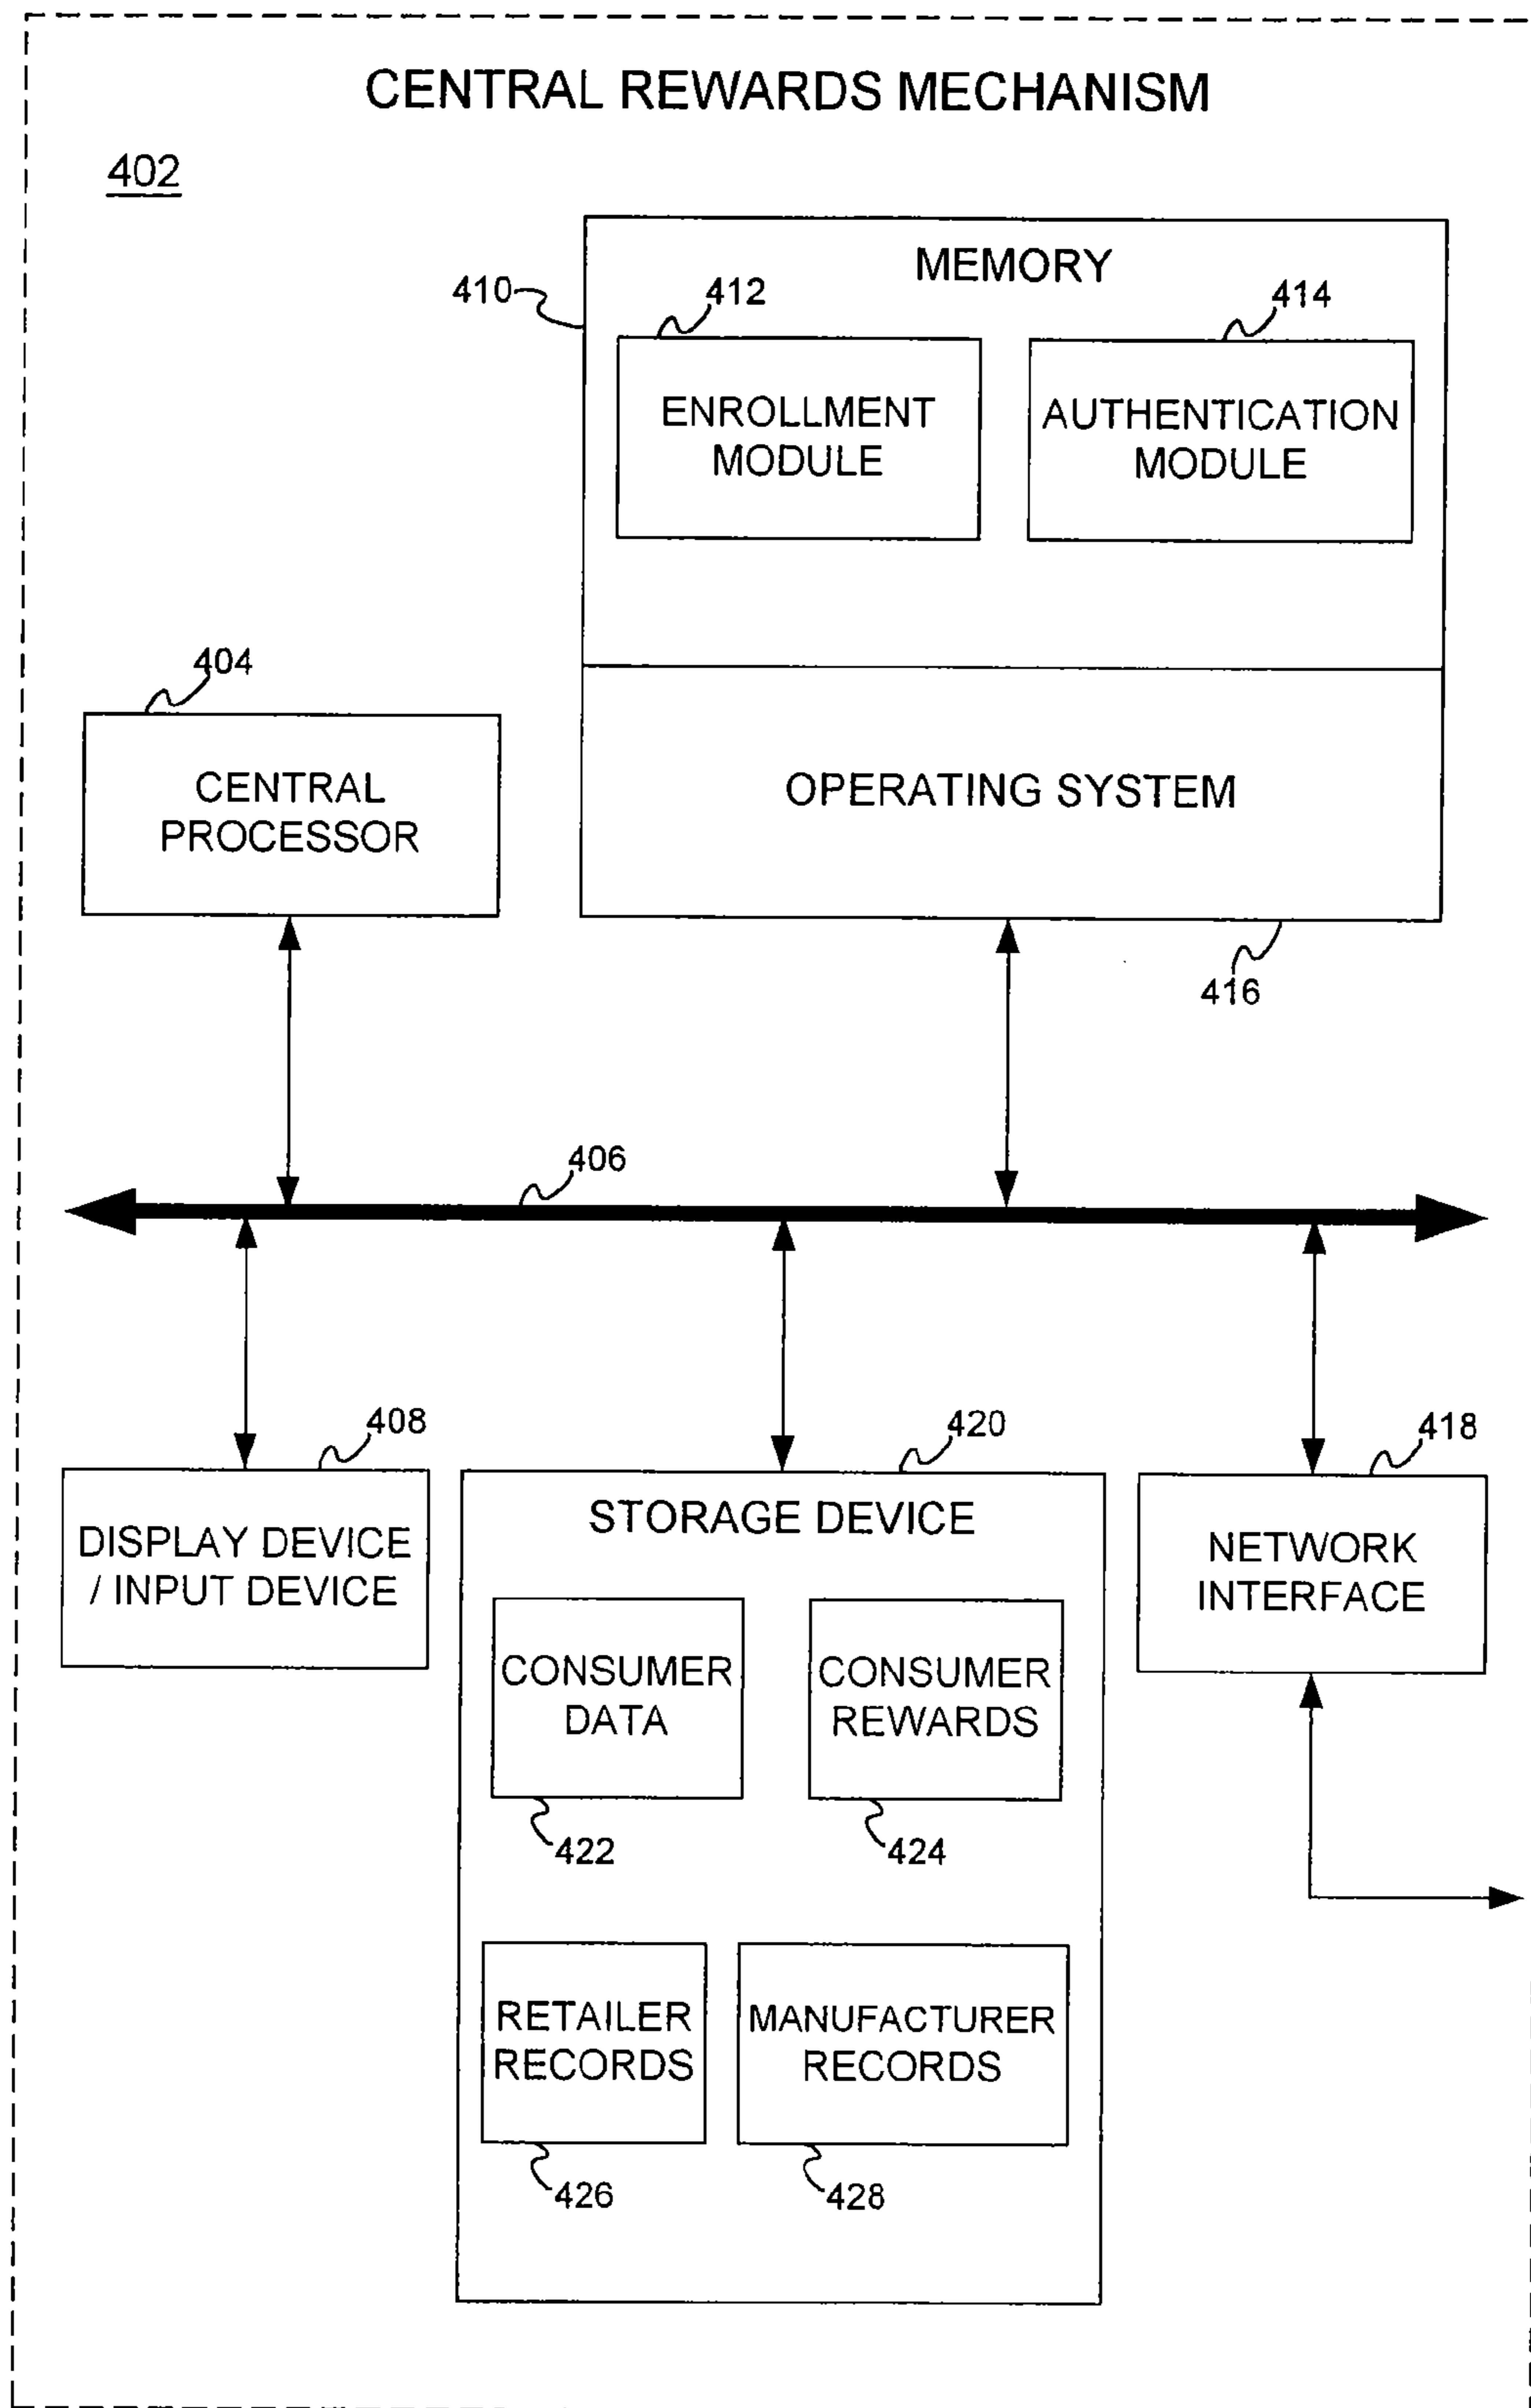 CENTRAL REWARDS MECHANISM
402
MEMORY
410
412
414
ENROLLMENT
MODULE
AUTHENTICATION
MODULE
404
CENTRAL
PROCESSOR
OPERATING SYSTEM
416
406
408
420
418
DISPLAY DEVICE
/ INPUT DEVICE
STORAGE DEVICE
NETWORK
INTERFACE
CONSUMER
DATA
CONSUMER
REWARDS
422
424
RETAILER
RECORDS
MANUFACTURER
RECORDS
426
428